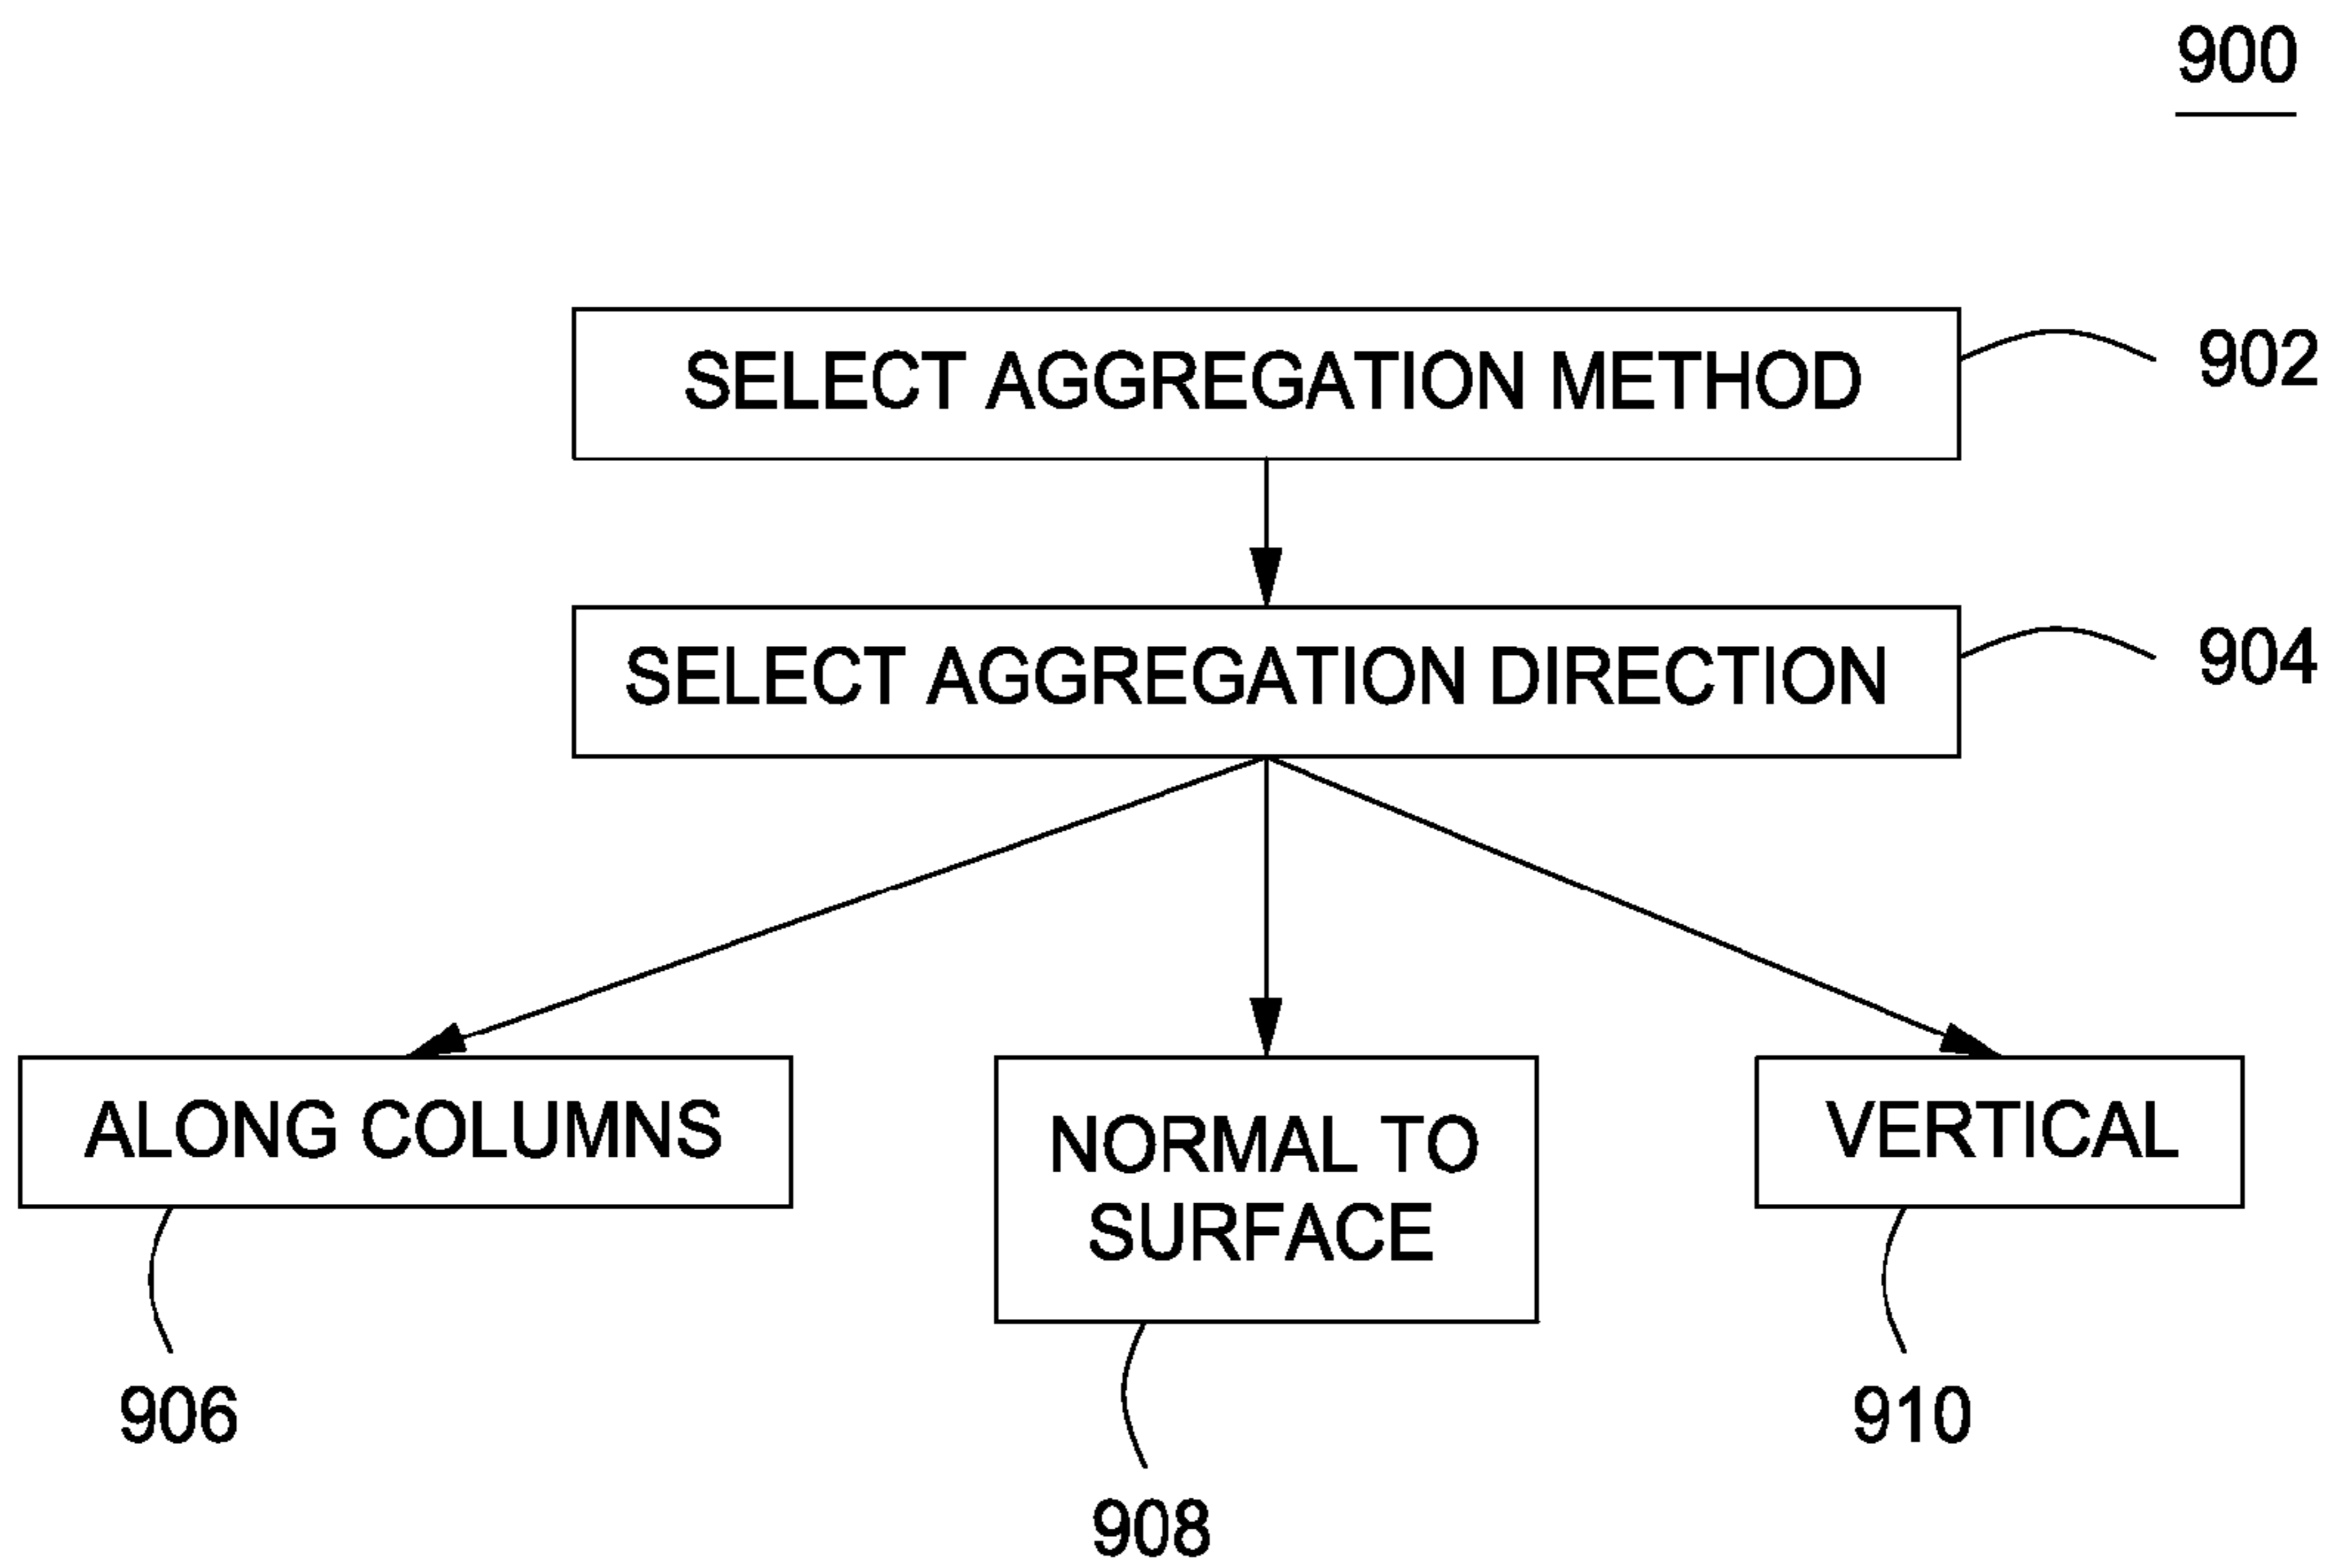 900
SELECT AGGREGATION METHOD
902
SELECT AGGREGATION DIRECTION
904
ALONG COLUMNS
NORMAL TO
SURFACE
VERTICAL
906
908
910